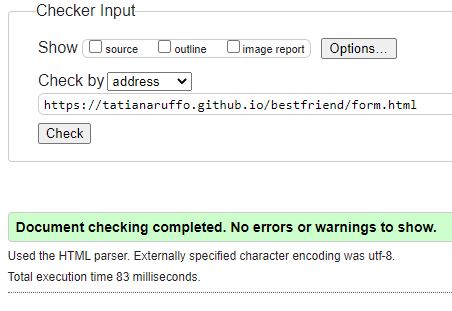 Checker Input
Show source outline image report Options...
Check by address
https://tatianaruffo.github.io/bestfriend/form.html
Check
Document checking completed. No errors or warnings to show.
Used the HTML parser. Externally specified character encoding was utf-8.
Total execution time 83 milliseconds.